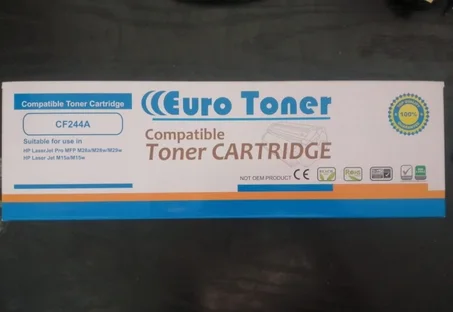 Compatible Toner Cartridge
CF244A
Suitable for use in
HP LaserJet Pro MFP M28a/M28w/M29w
HP Laser Jet M15a/M15w
Euro Toner
Compatible
Toner CARTRIDGE
NOT OEM PRODUCT CE
100%